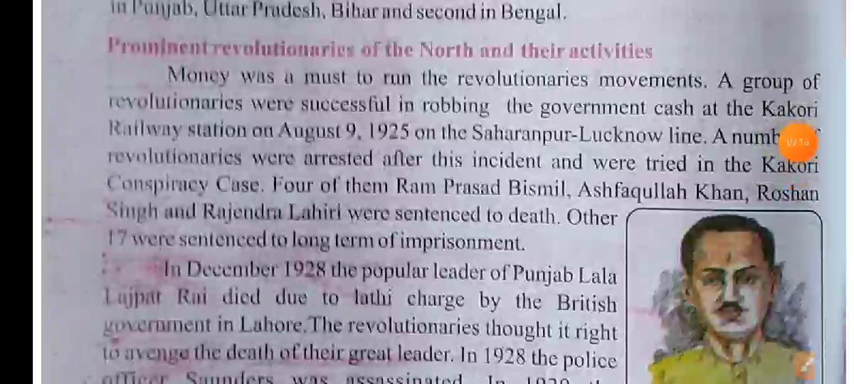 in Punjab, Uttar Pradesh, Bihar and second in Bengal.
Prominent revolutionaries of the North and their activities
Money was a must to run the revolutionaries movements. A group of
revolutionaries were successful in robbing the government cash at the Kakori
Railway station on August 9, 1925 on the Saharanpur-Lucknow line. A
revolutionaries were arrested after this incident and were tried in the Kakori
Conspiracy Case. Four of them Ram Prasad Bismil, Ashfaqullah Khan, Roshan
Singh and Rajendra Lahiri were sentenced to death. Other
17 were sentenced to long term of imprisonment.
In December 1928 the popular leader of Punjab Lala
Lajpat Rai died due to lathi charge by the British
government in Lahore. The revolutionaries thought it right
to avenge the death of their great leader. In 1928 the police
officer Saunders was assassinated. In